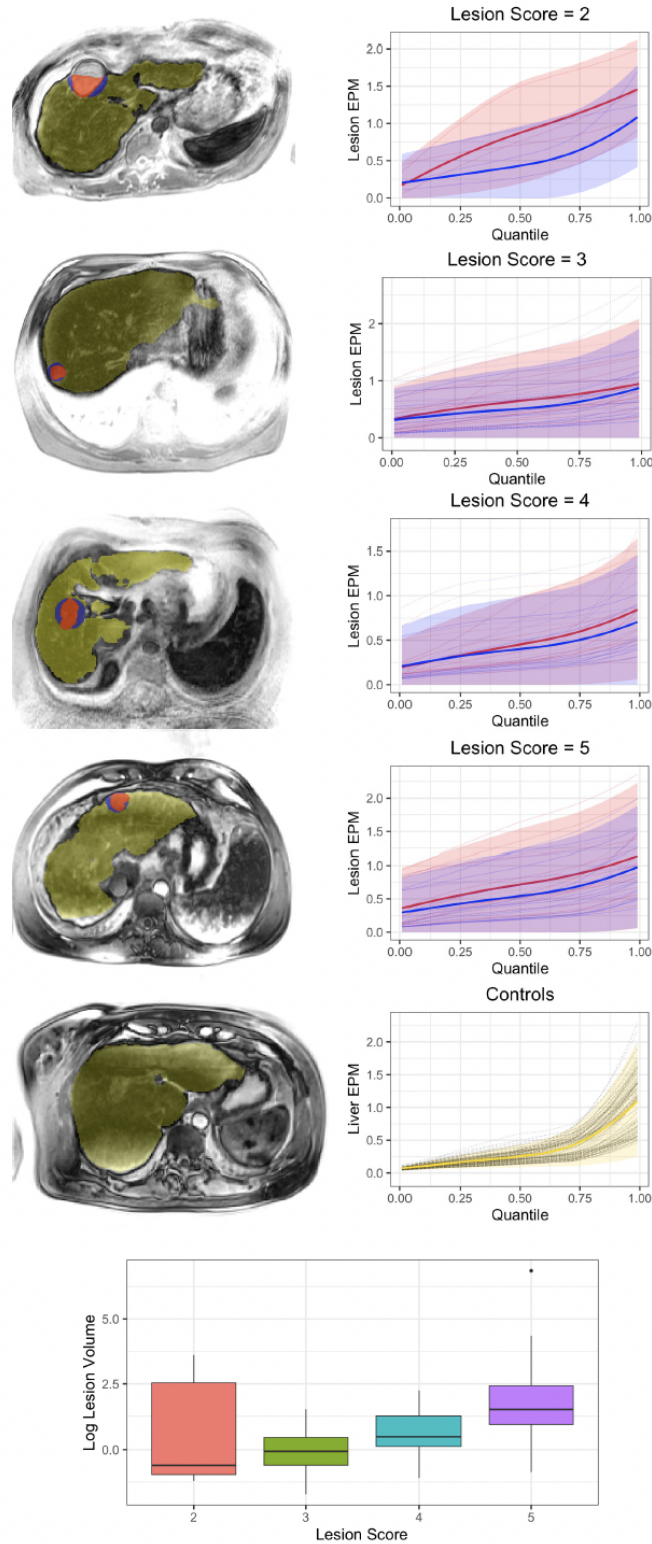 Lesion Score = 2
Lesion EPM
2.0
1.5
1.0
0.5
0.0
0.00 0.25 0.50 0.75 1.00
Quantile
Lesion Score = 3
Lesion EPM
2
1
0
0.00 0.25 0.50 0.75 1.00
Quantile
Lesion Score = 4
Lesion EPM
1.5
1.0
0.5
0.0
0.00 0.25 0.50 0.75 1.00
Quantile
Lesion Score = 5
Lesion EPM
2.0
1.5
1.0
0.5
0.0
0.00 0.25 0.50 0.75 1.00
Quantile
Controls
Liver EPM
2.0
1.5
1.0
0.5
0.0
0.00 0.25 0.50 0.75 1.00
Quantile
Log Lesion Volume
5.0
2.5
0.0
2 3 4 5
Lesion Score